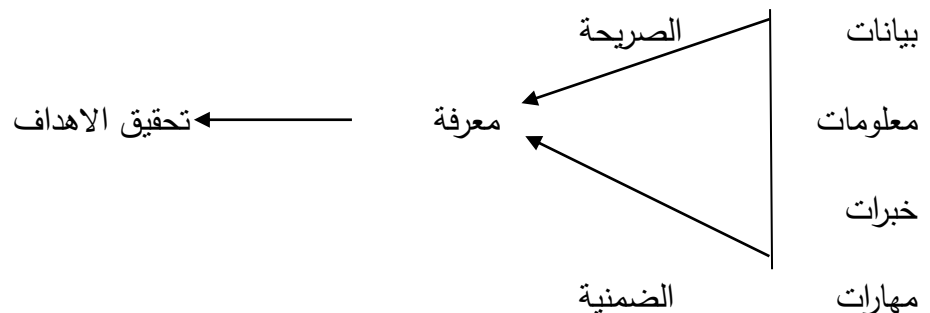 بيانات الصريحة
معلومات معرفة تحقيق الاهداف
خبرات
مهارات الضمنية